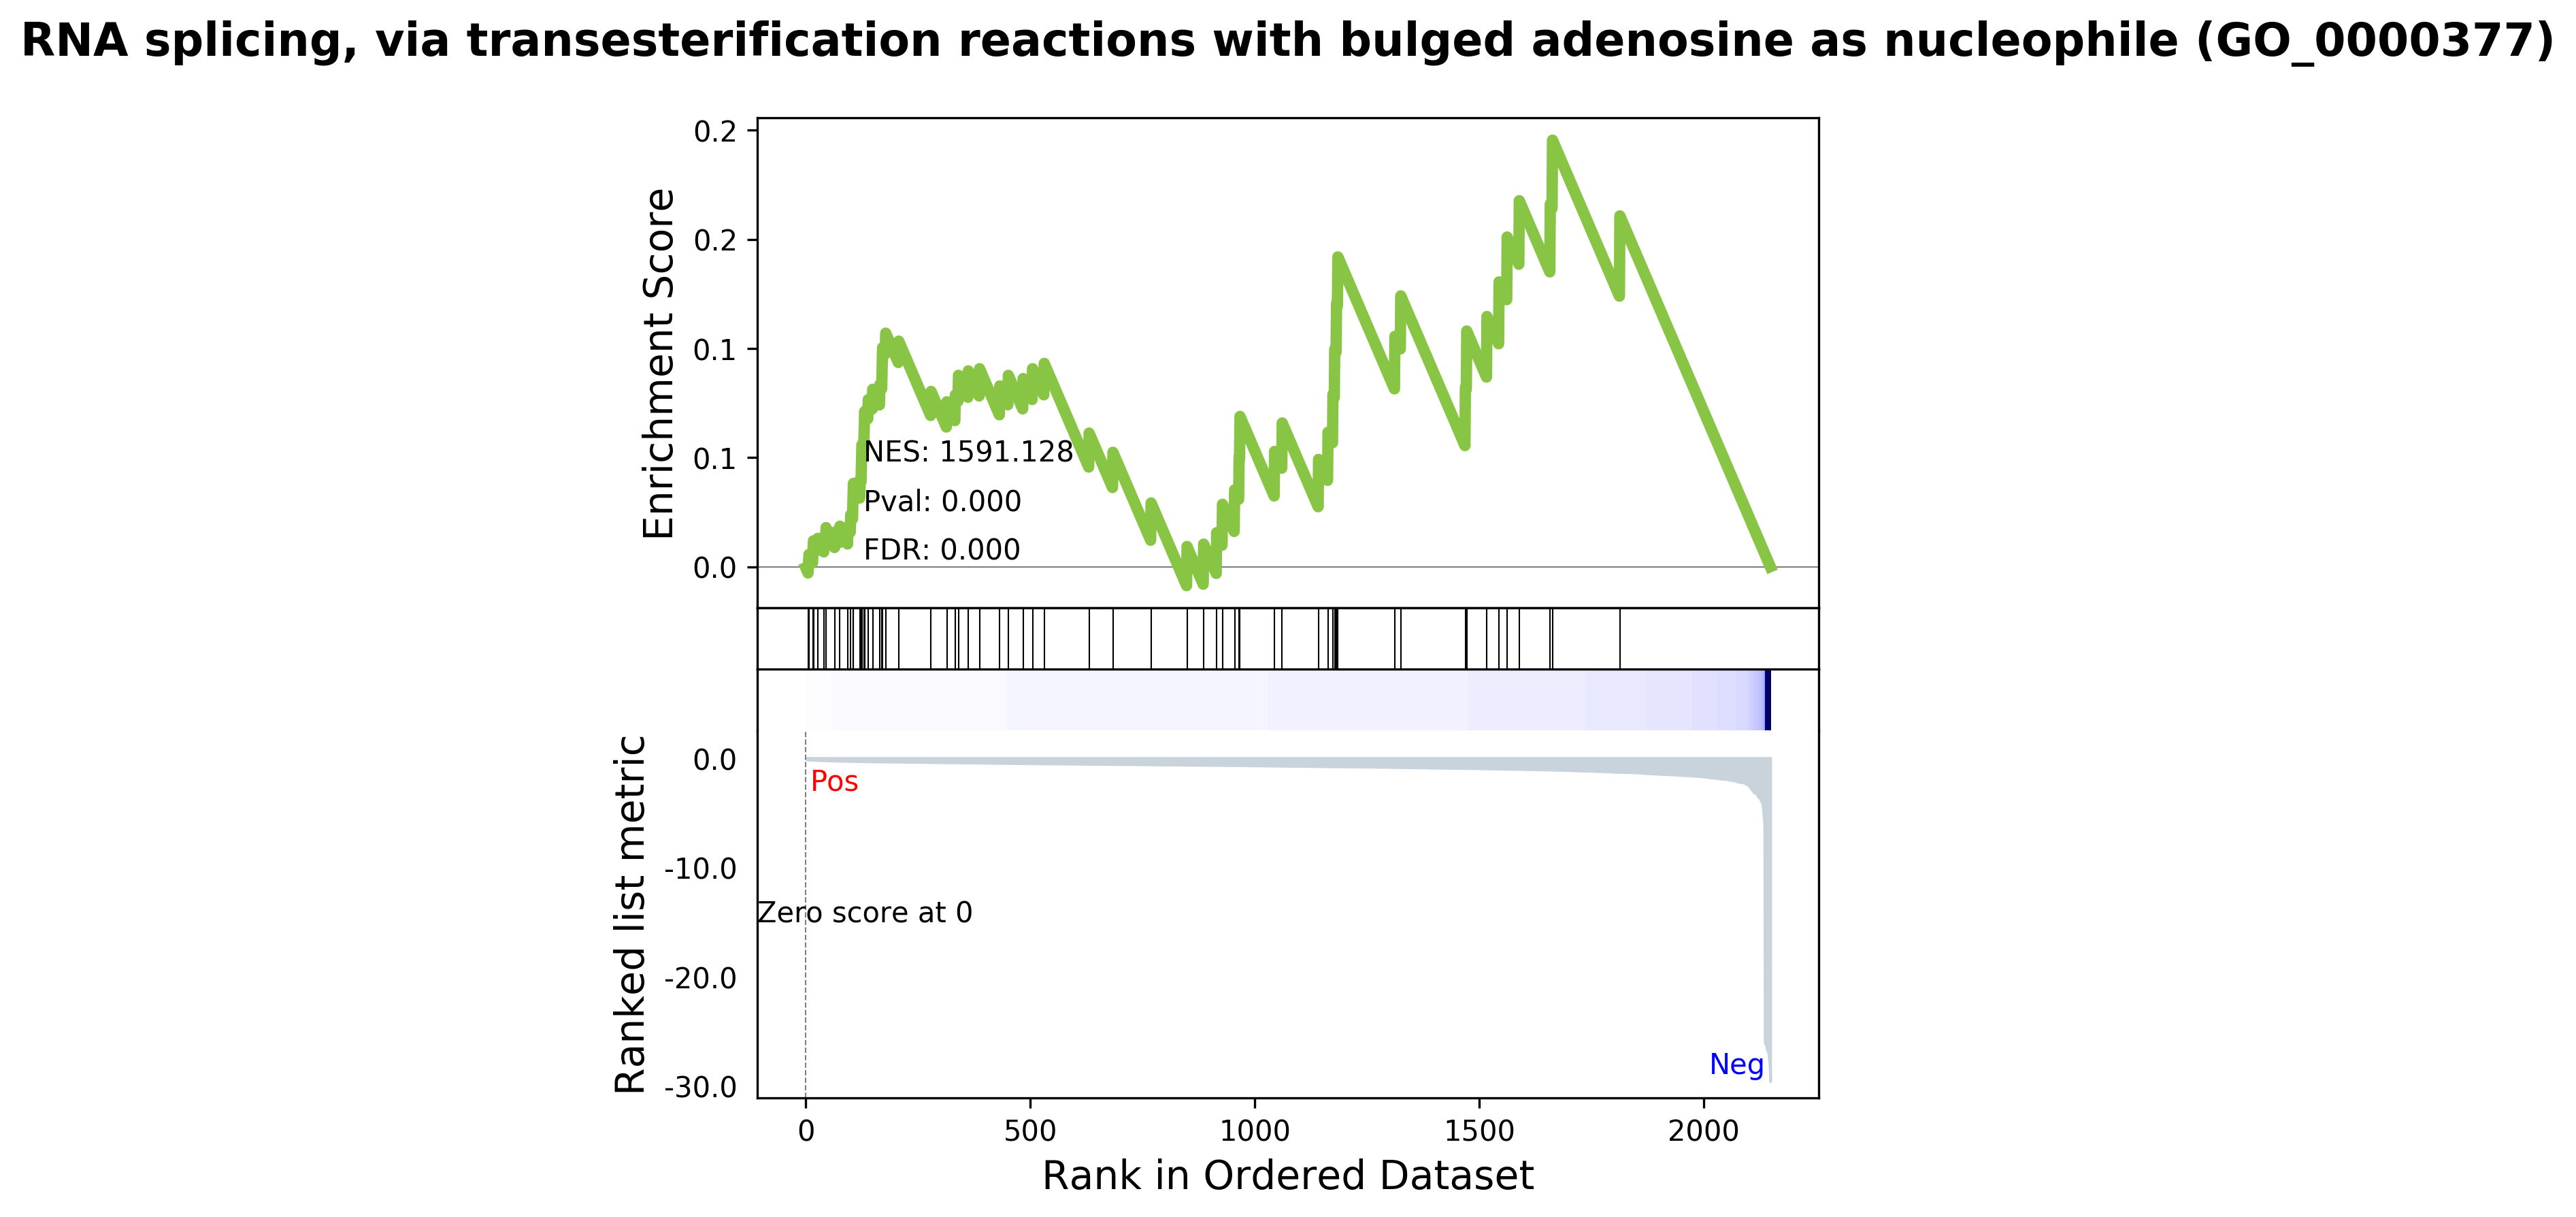 RNA splicing, via transesterification reactions with bulged adenosine as nucleophile (GO_0000377)
Enrichment Score
0.2
0.2
0.1
0.1
0.0
NES: 1591.128
Pval: 0.000
FDR: 0.000
Ranked list metric
0.0
-10.0
-20.0
-30.0
Pos
Zero score at 0
Neg
0 500 1000 1500 2000
Rank in Ordered Dataset